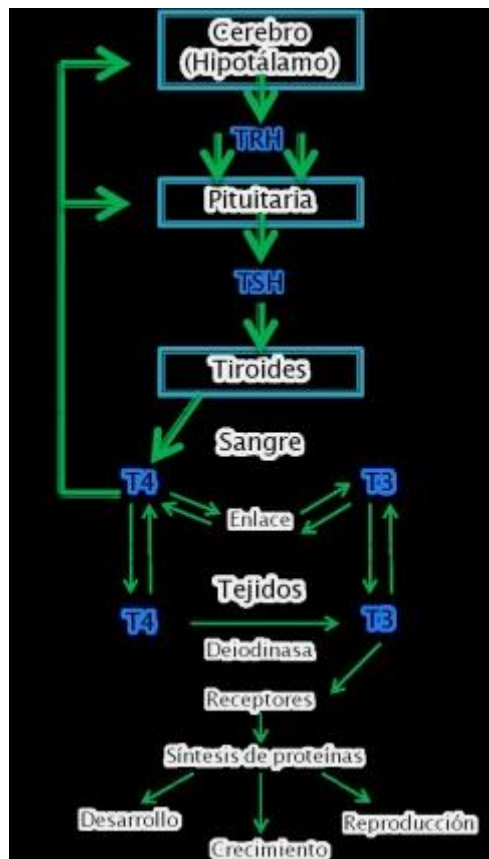 Cerebro
(Hipotálamo)
TRH
Pituitaria
TSH
Tiroides
Sangre
T4
T3
Enlace
Tejidos
T4
T3
Deiodinasa
Receptores
Síntesis de proteínas
Desarrollo
Reproducción
Crecimiento